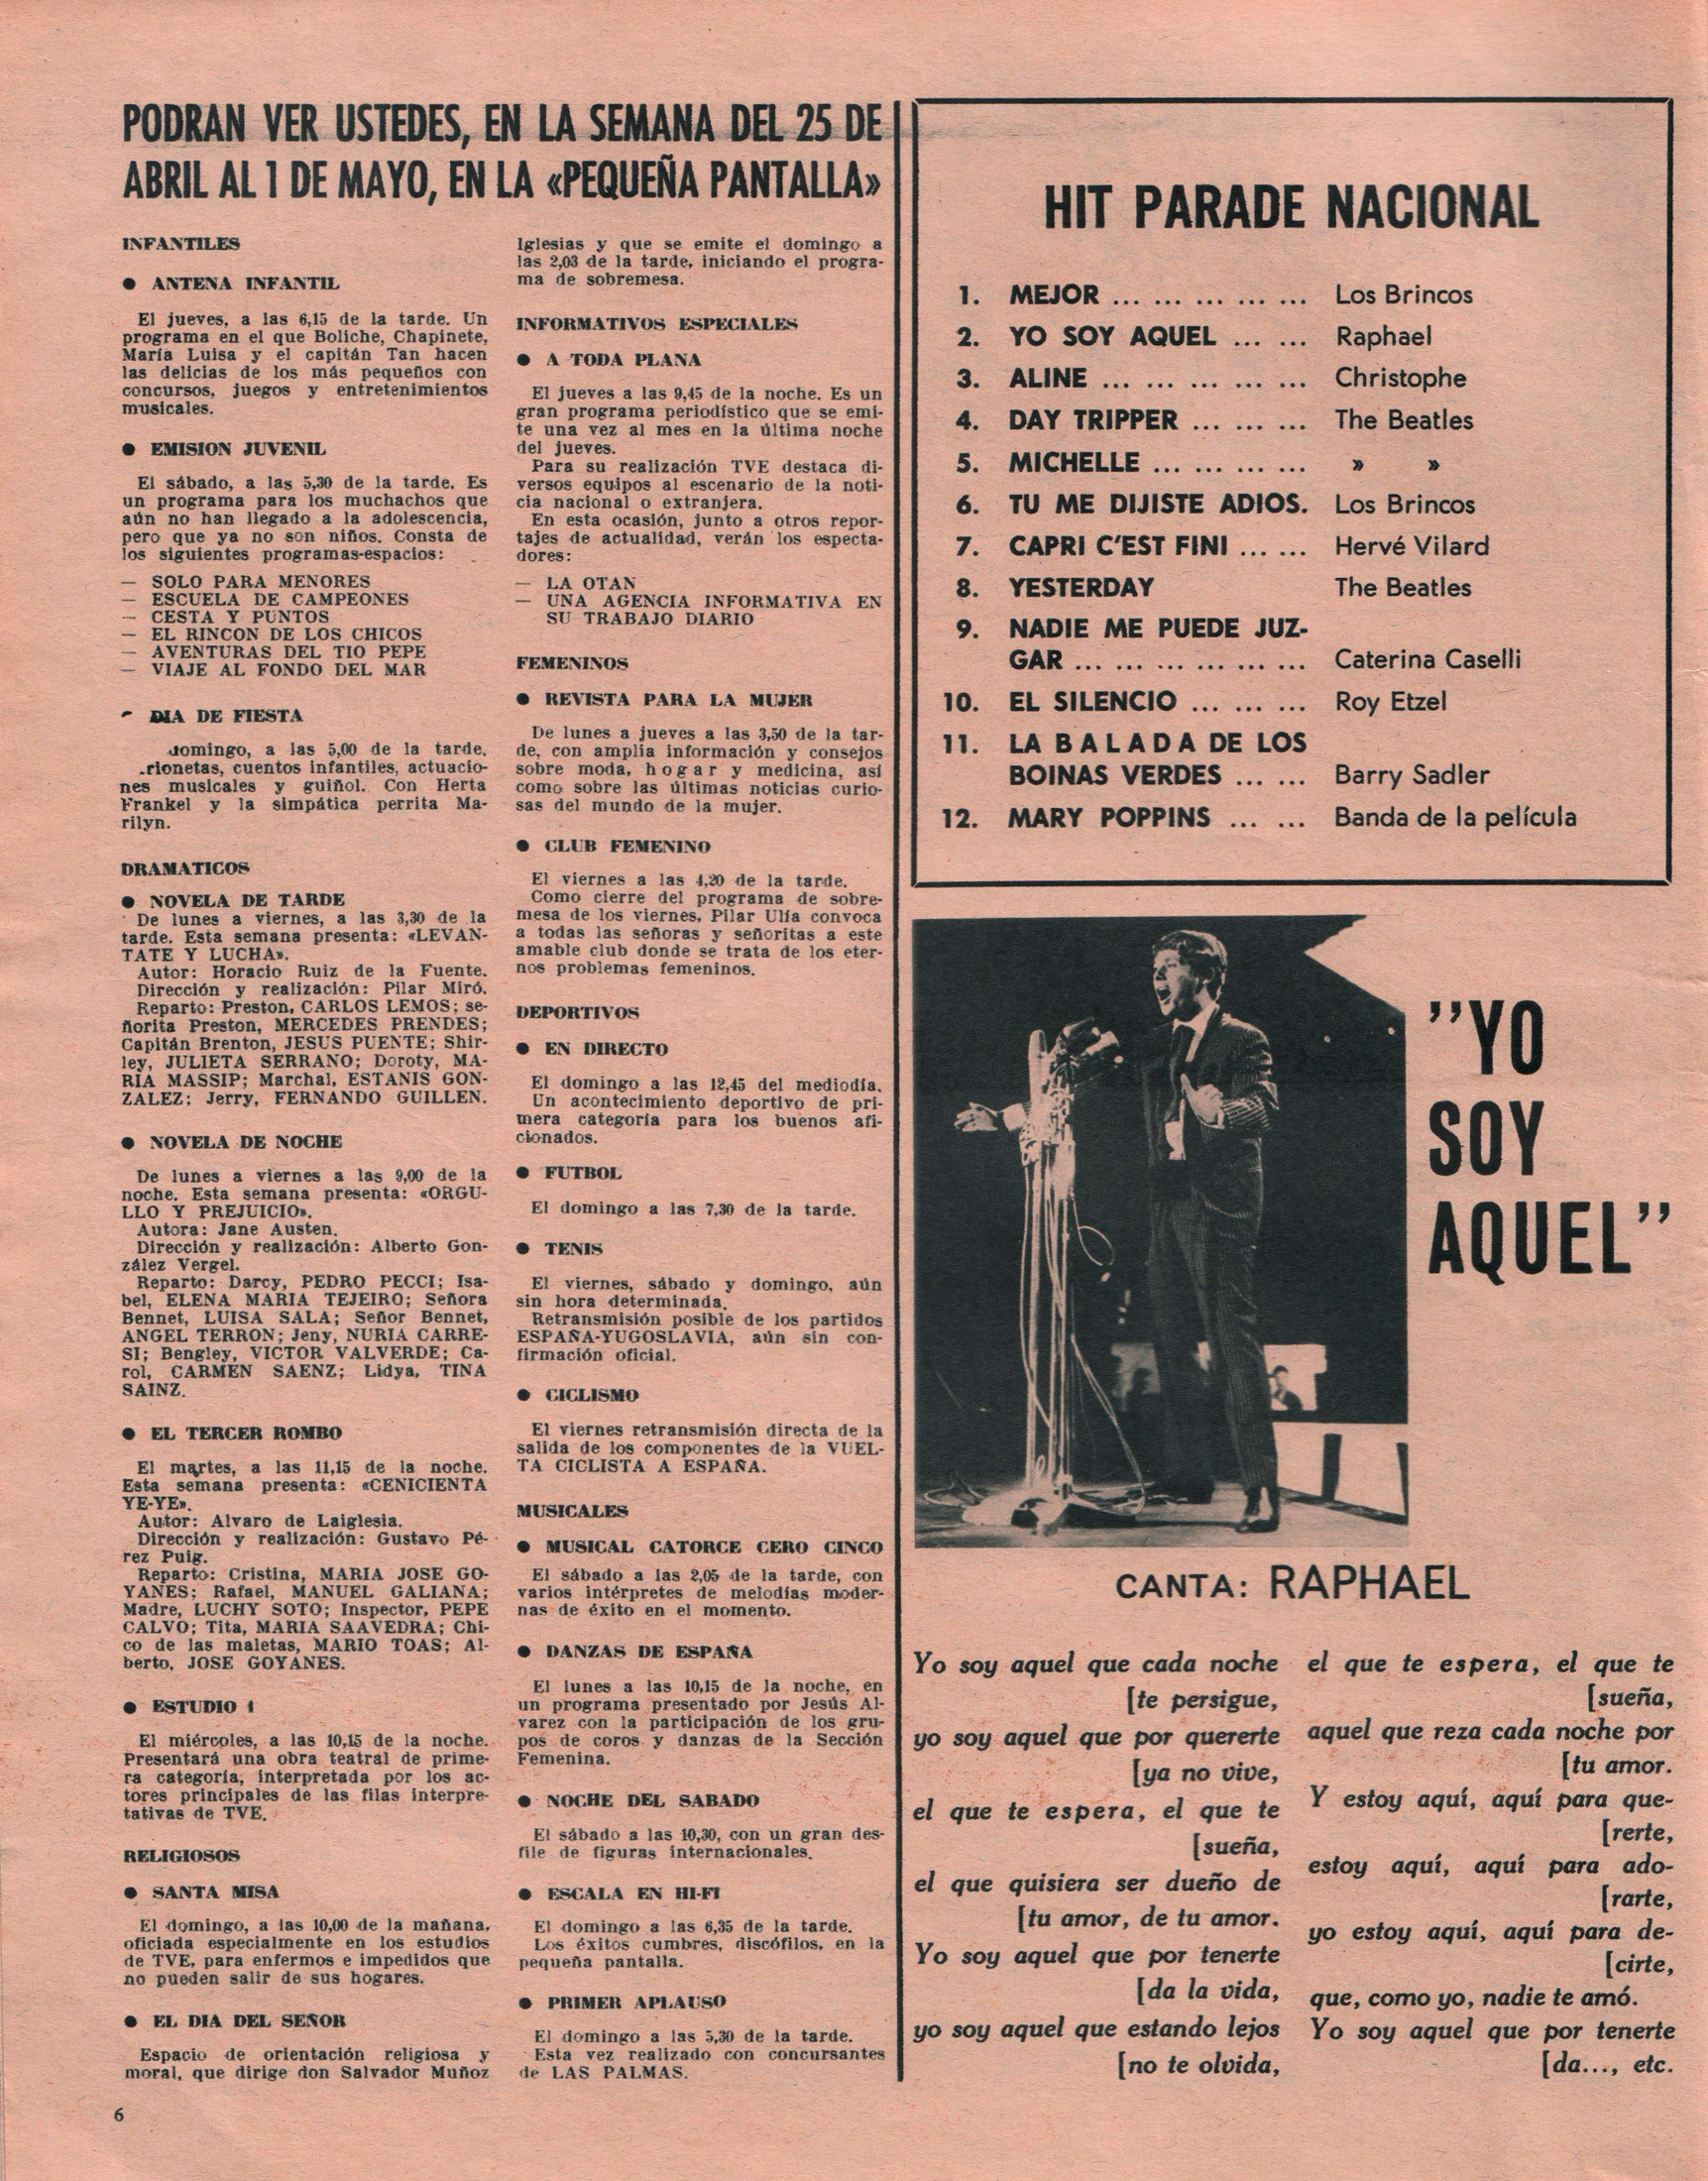 PODRAN VER USTEDES, EN LA SEMANA DEL 25 DE
ABRIL AL 1 DE MAYO, EN LA «PEQUEÑA PANTALLA»
INFANTILES
● ANTENA INFANTIL
El jueves, a las 6,15 de la tarde. Un
programa en el que Boliche, Chapinete,
María Luisa y el capitán Tan hacen
las delicias de los más pequeños con
concursos, juegos y entretenimientos
musicales.
● EMISION JUVENIL
El sábado, a las 5,30 de la tarde. Es
un programa para los muchachos que
aún no han llegado a la adolescencia,
pero que ya no son niños. Consta de
los siguientes programas-espacios:
— SOLO PARA MENORES
— ESCUELA DE CAMPEONES
— CESTA Y PUNTOS
— EL RINCON DE LOS CHICOS
— AVENTURAS DEL TIO PEPE
— VIAJE AL FONDO DEL MAR
DIA DE FIESTA
domingo, a las 5,00 de la tarde.
rionetas, cuentos infantiles, actuacio-
nes musicales y guiñol. Con Herta
Frankel y la simpática perrita Ma-
rilyn.
DRAMATICOS
● NOVELA DE TARDE
De lunes a viernes, a las 3,30 de la
tarde. Esta semana presenta: «LEVAN-
TATE Y LUCHA».
Autor: Horacio Ruiz de la Fuente.
Dirección y realización: Pilar Miró.
Reparto: Preston, CARLOS LEMOS; se-
ñorita Preston, MERCEDES PRENDES;
Capitán Brenton, JESUS PUENTE; Shir-
ley, JULIETA SERRANO; Doroty, MA-
RIA MASSIP; Marchal, ESTANIS GON-
ZALEZ; Jerry, FERNANDO GUILLEN.
● NOVELA DE NOCHE
De lunes a viernes a las 9,00 de la
noche. Esta semana presenta: «ORGU-
LLO Y PREJUICIO».
Autora: Jane Austen.
Dirección y realización: Alberto Gon-
zález Vergel.
Reparto: Darcy, PEDRO PECCI; Isa-
bel, ELENA MARIA TEJEIRO; Señora
Bennet, LUISA SALA; Señor Bennet,
ANGEL TERRON; Jeny, NURIA CARRE-
SI; Bengley, VICTOR VALVERDE; Ca-
rol, CARMEN SAENZ; Lidya, TINA
SAINZ.
● EL TERCER ROMBO
El martes, a las 11,15 de la noche.
Esta semana presenta: «CENICIENTA
YE-YE».
Autor: Alvaro de Laiglesia.
Dirección y realización: Gustavo Pé-
rez Puig.
Reparto: Cristina, MARIA JOSE GO-
YANES; Rafael, MANUEL GALIANA;
Madre, LUCHY SOTO; Inspector, PEPE
CALVO; Tita, MARIA SAAVEDRA; Chi-
co de las maletas, MARIO TOAS; Al-
berto, JOSE GOYANES.
● ESTUDIO 1
El miércoles, a las 10,15 de la noche.
Presentará una obra teatral de prime-
ra categoría, interpretada por los ac-
tores principales de las filas interpre-
tativas de TVE.
RELIGIOSOS
● SANTA MISA
El domingo, a las 10,00 de la mañana,
oficiada especialmente en los estudios
de TVE, para enfermos e impedidos que
no pueden salir de sus hogares.
● EL DIA DEL SEÑOR
Espacio de orientación religiosa y
moral, que dirige don Salvador Muñoz
Iglesias y que se emite el domingo a
las 2,03 de la tarde, iniciando el progra-
ma de sobremesa.
INFORMATIVOS ESPECIALES
● A TODA PLANA
El jueves a las 9,45 de la noche. Es un
gran programa periodístico que se emi-
te una vez al mes en la última noche
del jueves.
Para su realización TVE destaca di-
versos equipos al escenario de la noti-
cia nacional o extranjera.
En esta ocasión, junto a otros repor-
tajes de actualidad, verán los especta-
dores:
— LA OTAN
— UNA AGENCIA INFORMATIVA EN
SU TRABAJO DIARIO
FEMENINOS
● REVISTA PARA LA MUJER
De lunes a jueves a las 3,50 de la tar-
de, con amplia información y consejos
sobre moda, hogar y medicina, así
como sobre las últimas noticias curio-
sas del mundo de la mujer.
● CLUB FEMENINO
El viernes a las 4,20 de la tarde.
Como cierre del programa de sobre-
mesa de los viernes, Pilar Ulía convoca
a todas las señoras y señoritas a este
amable club donde se trata de los eter-
nos problemas femeninos.
DEPORTIVOS
● EN DIRECTO
El domingo a las 12,45 del mediodía.
Un acontecimiento deportivo de pri-
mera categoría para los buenos afi-
cionados.
● FUTBOL
El domingo a las 7,30 de la tarde.
● TENIS
El viernes, sábado y domingo, aún
sin hora determinada.
Retransmisión posible de los partidos
ESPAÑA-YUGOSLAVIA, aún sin con-
firmación oficial.
● CICLISMO
El viernes retransmisión directa de la
salida de los componentes de la VUEL-
TA CICLISTA A ESPAÑA.
MUSICALES
● MUSICAL CATORCE CERO CINCO
El sábado a las 2,05 de la tarde, con
varios intérpretes de melodías moder-
nas de éxito en el momento.
● DANZAS DE ESPAÑA
El lunes a las 10,15 de la noche, en
un programa presentado por Jesús Al-
varez con la participación de los gru-
pos de coros y danzas de la Sección
Femenina.
● NOCHE DEL SABADO
El sábado a las 10,30, con un gran des-
file de figuras internacionales.
● ESCALA EN HI-FI
El domingo a las 6,35 de la tarde.
Los éxitos cumbres, discófilos, en la
pequeña pantalla.
● PRIMER APLAUSO
El domingo a las 5,30 de la tarde.
Esta vez realizado con concursantes
de LAS PALMAS.
HIT PARADE NACIONAL
1. MEJOR ... ... ... ... ... Los Brincos
2. YO SOY AQUEL ... ... Raphael
3. ALINE ... ... ... ... ... Christophe
4. DAY TRIPPER ... ... ... The Beatles
5. MICHELLE ... ... ... ... » »
6. TU ME DIJISTE ADIOS. Los Brincos
7. CAPRI C'EST FINI ... ... Hervé Vilard
8. YESTERDAY The Beatles
9. NADIE ME PUEDE JUZ-
GAR ... ... ... ... ... ... Caterina Caselli
10. EL SILENCIO ... ... ... Roy Etzel
11. LA BALADA DE LOS
BOINAS VERDES ... ... Barry Sadler
12. MARY POPPINS ... ... Banda de la película
"YO
SOY
AQUEL"
CANTA: RAPHAEL
Yo soy aquel que cada noche
[te persigue,
yo soy aquel que por quererte
[ya no vive,
el que te espera, el que te
[sueña,
el que quisiera ser dueño de
[tu amor, de tu amor.
Yo soy aquel que por tenerte
[da la vida,
yo soy aquel que estando lejos
[no te olvida,
el que te espera, el que te
[sueña,
aquel que reza cada noche por
[tu amor.
Y estoy aquí, aquí para que-
[rerte,
estoy aquí, aquí para ado-
[rarte,
yo estoy aquí, aquí para de-
[cirte,
que, como yo, nadie te amó.
Yo soy aquel que por tenerte
[da..., etc.
6